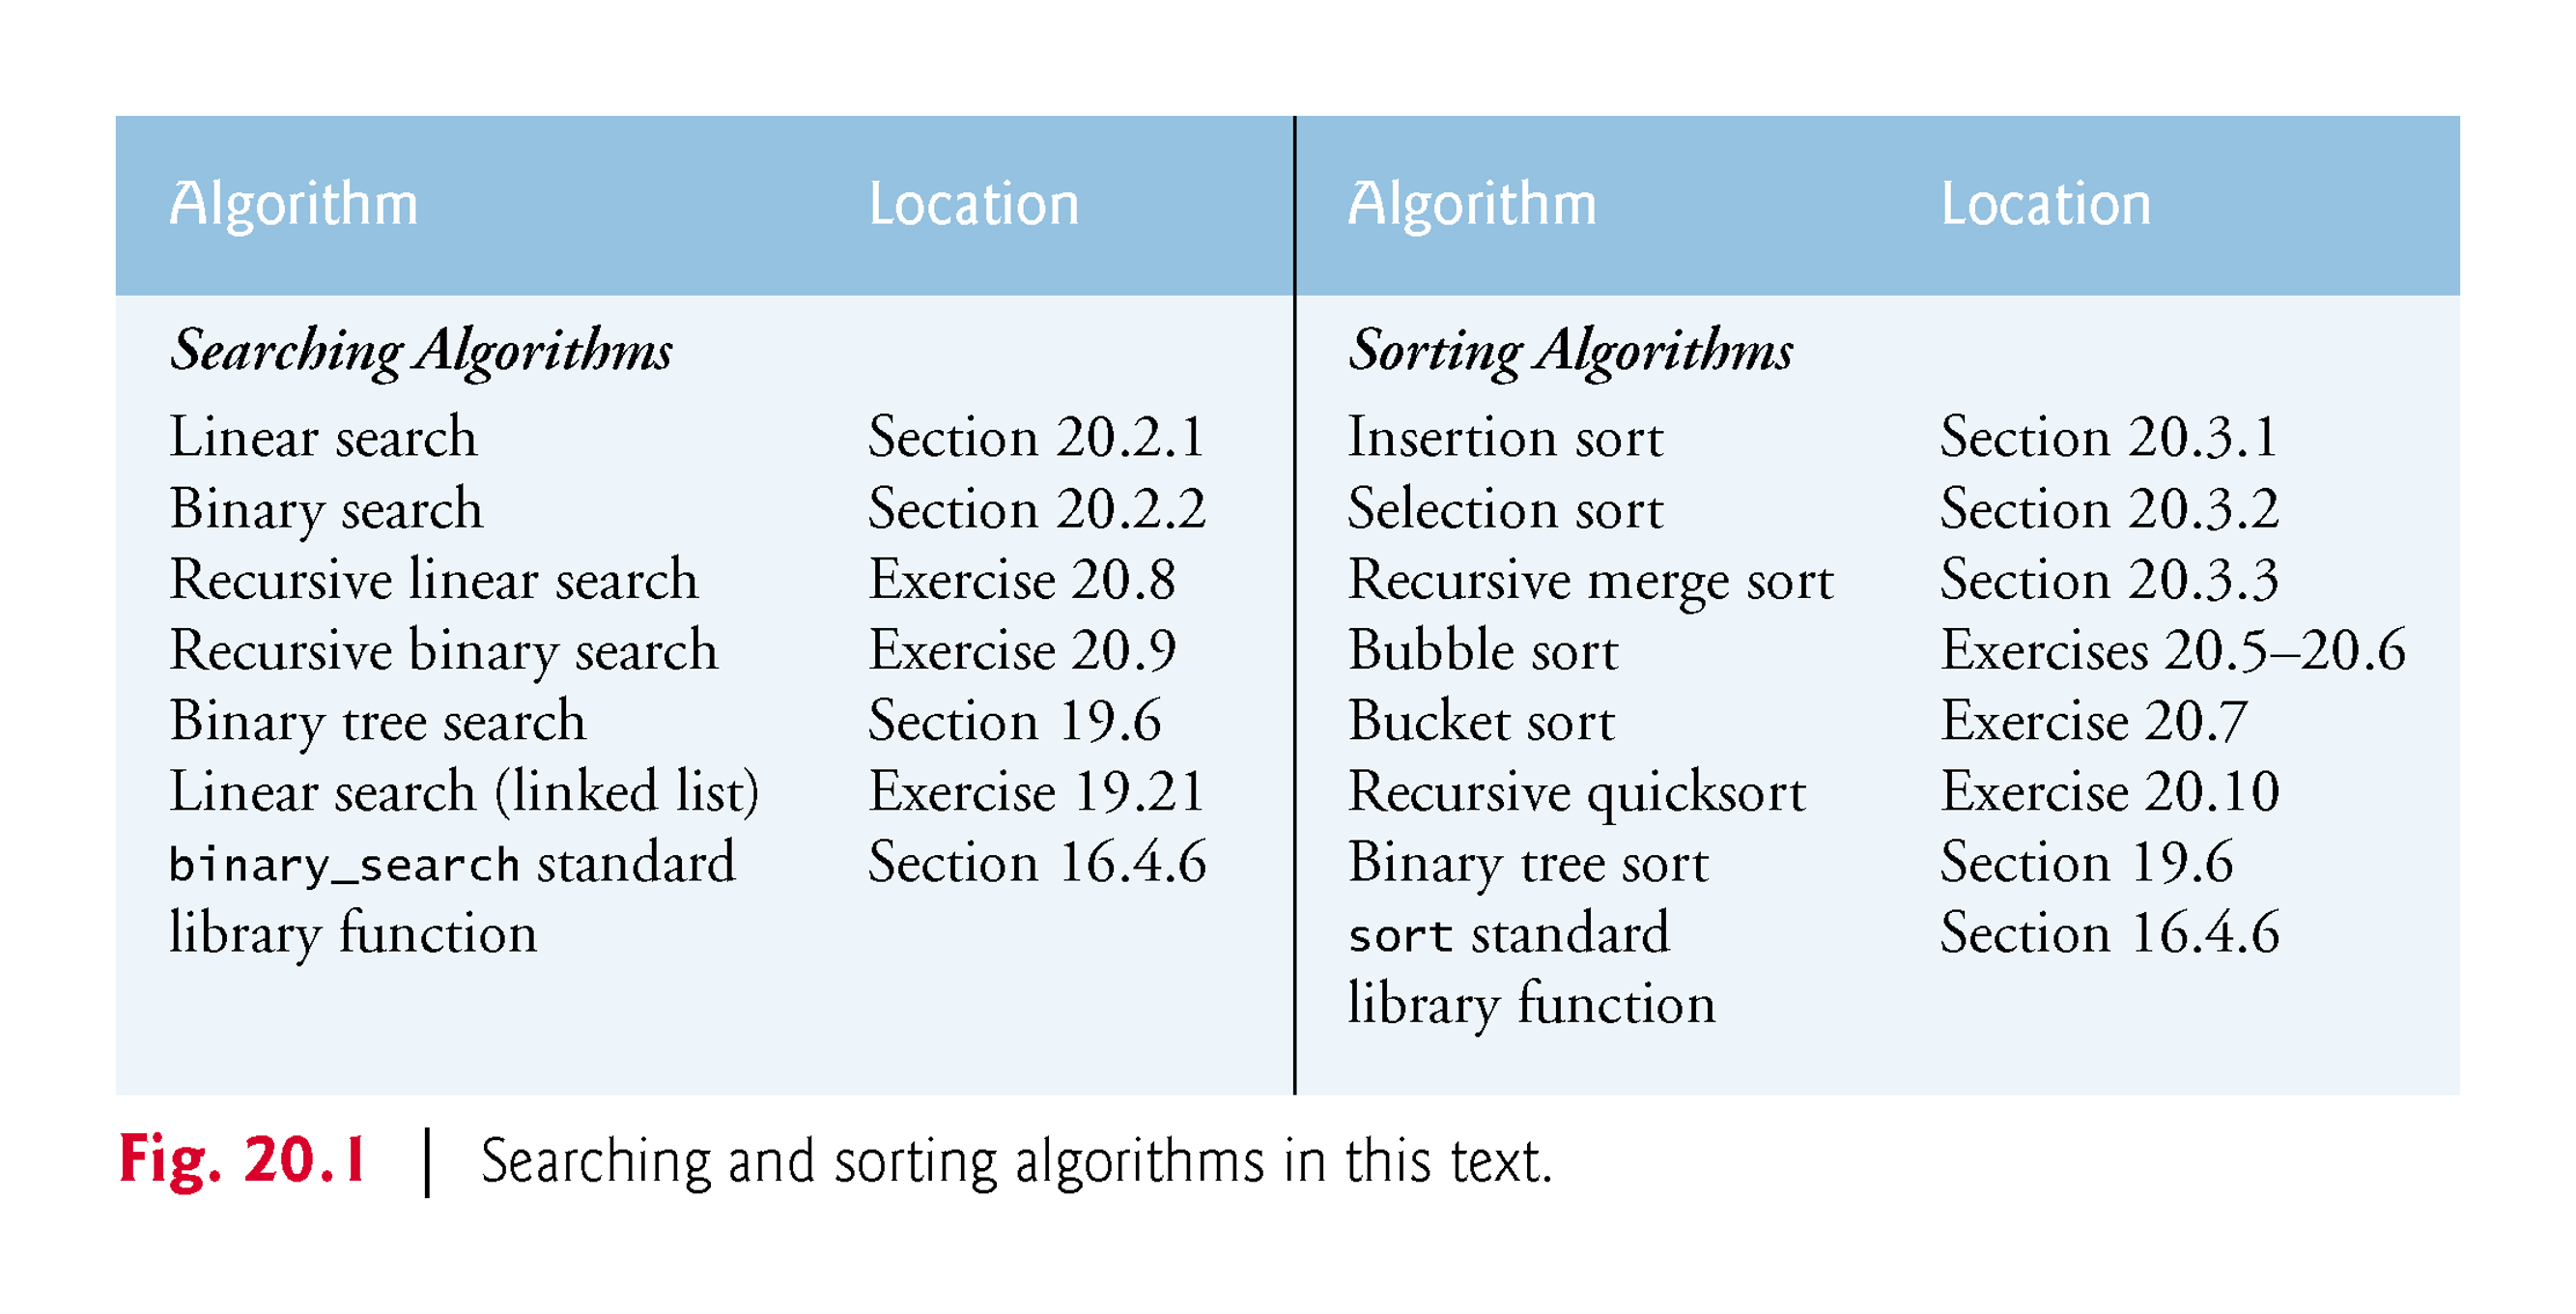 Algorithm Location Algorithm Location
Searching Algorithms Sorting Algorithms
Linear search Section 20.2.1 Insertion sort Section 20.3.1
Binary search Section 20.2.2 Selection sort Section 20.3.2
Recursive linear search Exercise 20.8 Recursive merge sort Section 20.3.3
Recursive binary search Exercise 20.9 Bubble sort Exercises 20.5–20.6
Binary tree search Section 19.6 Bucket sort Exercise 20.7
Linear search (linked list) Exercise 19.21 Recursive quicksort Exercise 20.10
binary_search standard Section 16.4.6 Binary tree sort Section 19.6
library function sort standard Section 16.4.6
library function
Fig. 20.1 | Searching and sorting algorithms in this text.